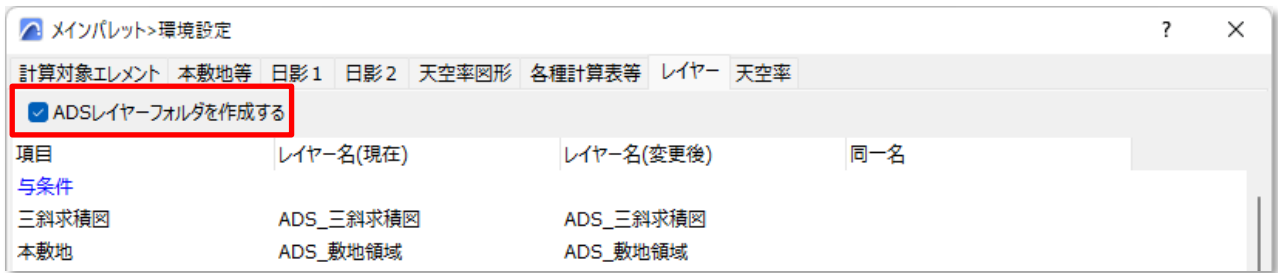 メインパレット>環境設定 ? ×
計算対象エレメント 本敷地等 日影1 日影2 天空率図形 各種計算表等 レイヤー 天空率
ADSレイヤーフォルダを作成する
項目 レイヤー名(現在) レイヤー名(変更後) 同一名
与条件
三斜求積図 ADS_三斜求積図 ADS_三斜求積図
本敷地 ADS_敷地領域 ADS_敷地領域